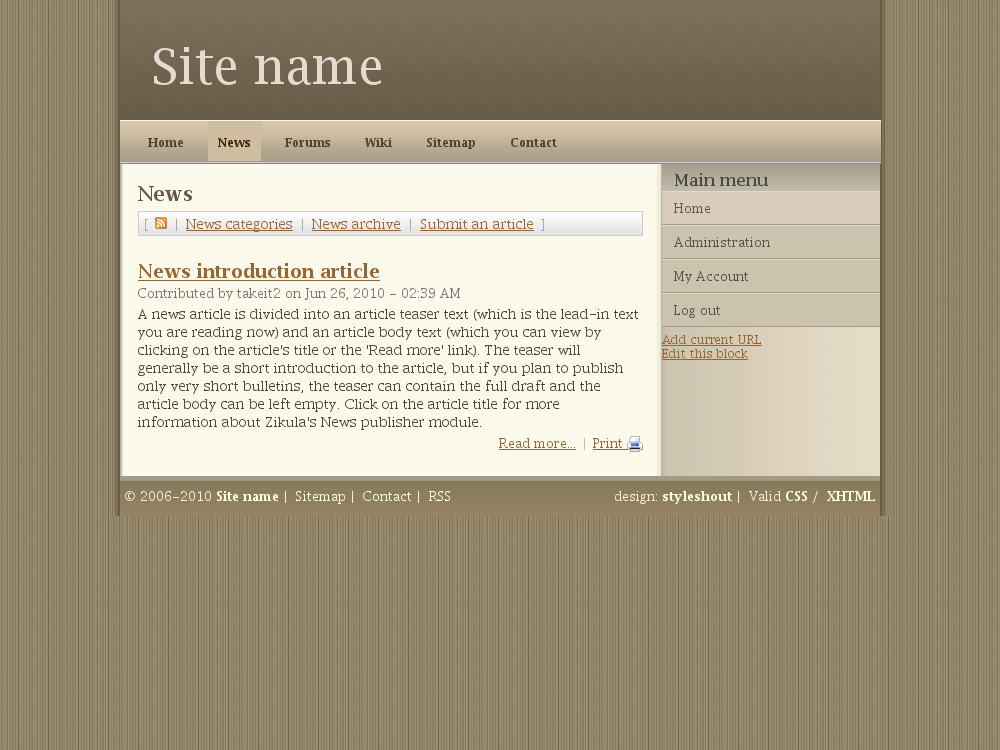 Site name
Home News Forums Wiki Sitemap Contact
News
[ | News categories | News archive | Submit an article ]
News introduction article
Contributed by takeit2 on Jun 26, 2010 - 02:39 AM
A news article is divided into an article teaser text (which is the lead-in text
you are reading now) and an article body text (which you can view by
clicking on the article's title or the 'Read more' link). The teaser will
generally be a short introduction to the article, but if you plan to publish
only very short bulletins, the teaser can contain the full draft and the
article body can be left empty. Click on the article title for more
information about Zikula's News publisher module.
Read more... | Print
Main menu
Home
Administration
My Account
Log out
Add current URL
Edit this block
© 2006-2010 Site name | Sitemap | Contact | RSS
design: styleshout | Valid CSS / XHTML